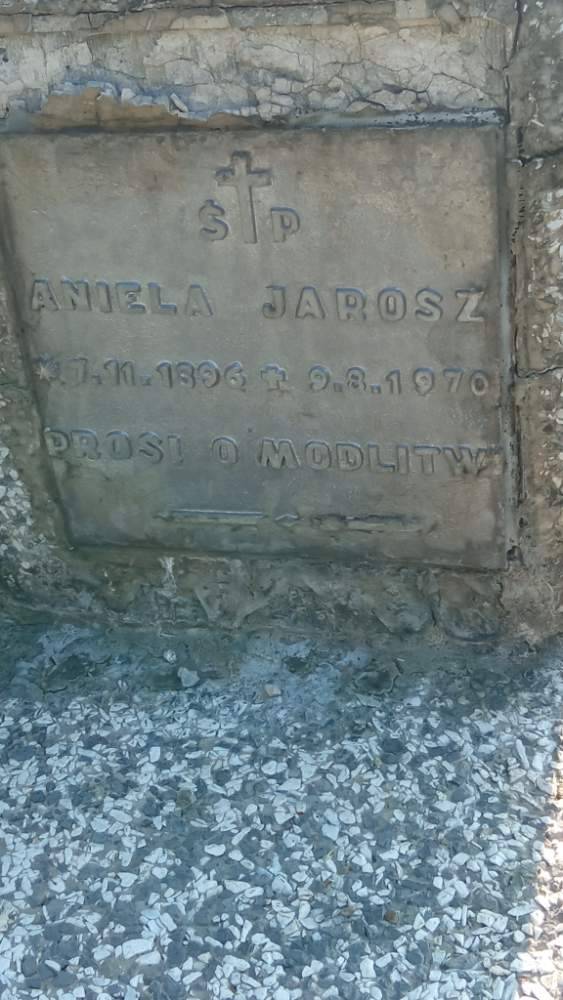 Ś P
ANIELA JAROSZ
* 7.11.1896 ✝ 9.8.1970
PROSI O MODLITWĘ